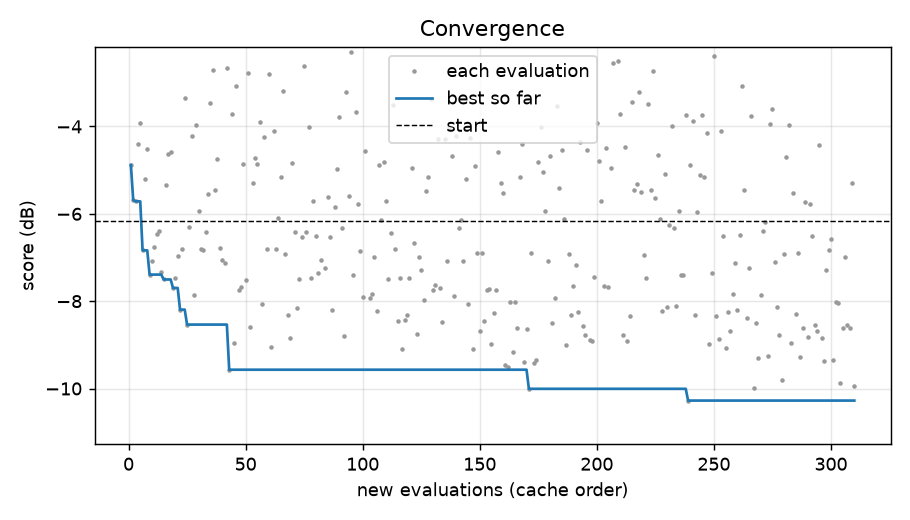 Convergence
each evaluation
best so far
start
−4
−6
−8
−10
score (dB)
0 50 100 150 200 250 300
new evaluations (cache order)